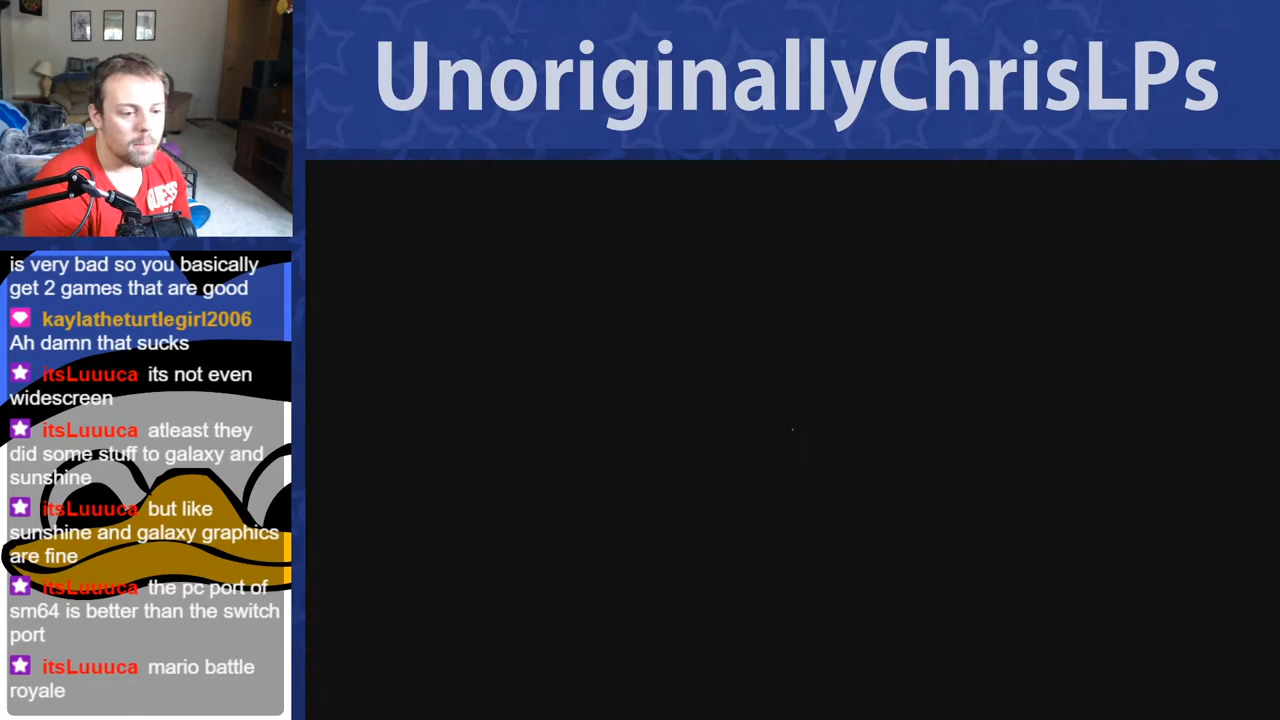 UnoriginallyChrisLPs
is very bad so you basically
get 2 games that are good
kaylatheturtlegirl2006
Ah damn that sucks
itsLuuuca its not even
widescreen
itsLuuuca atleast they
did some stuff to galaxy and
sunshine
itsLuuuca but like
sunshine and galaxy graphics
are fine
itsLuuuca the pc port of
sm64 is better than the switch
port
itsLuuuca mario battle
royale